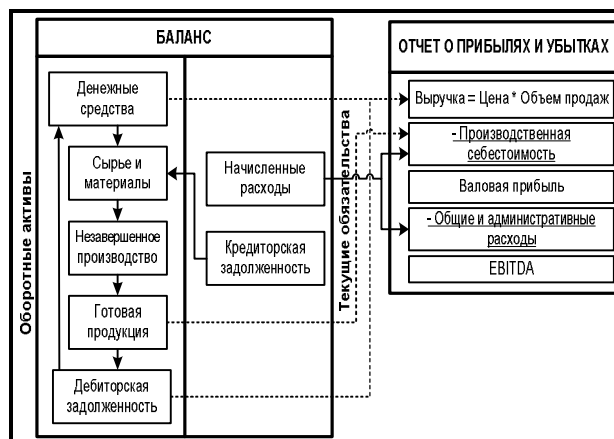 БАЛАНС
Оборотные активы
Денежные
средства
Сырье и
материалы
Незавершенное
производство
Готовая
продукция
Дебиторская
задолженность
Начисленные
расходы
Кредиторская
задолженность
Текущие обязательства
ОТЧЕТ О ПРИБЫЛЯХ И УБЫТКАХ
Выручка = Цена * Объем продаж
- Производственная
себестоимость
Валовая прибыль
- Общие и административные
расходы
EBITDA